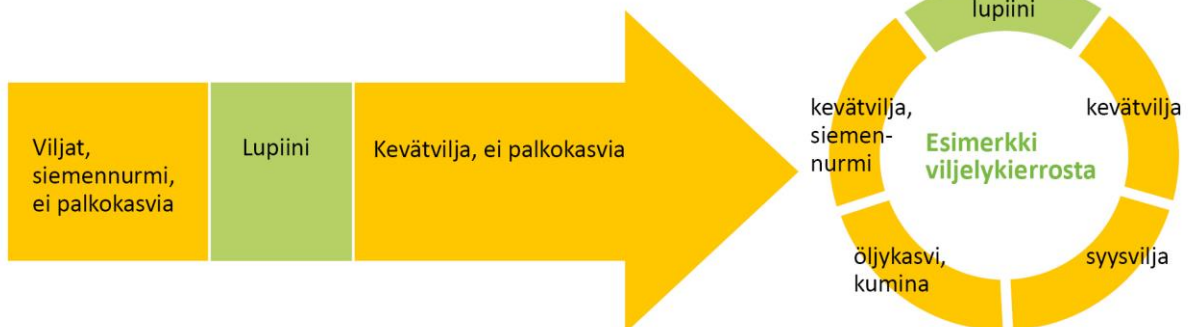 Viljat,
siemennurmi,
ei palkokasvia
Lupiini
Kevätvilja, ei palkokasvia
lupiini
kevätvilja,
siemen-
nurmi
kevätvilja
Esimerkki
viljelykierrosta
öljykasvi,
kumina
syysvilja